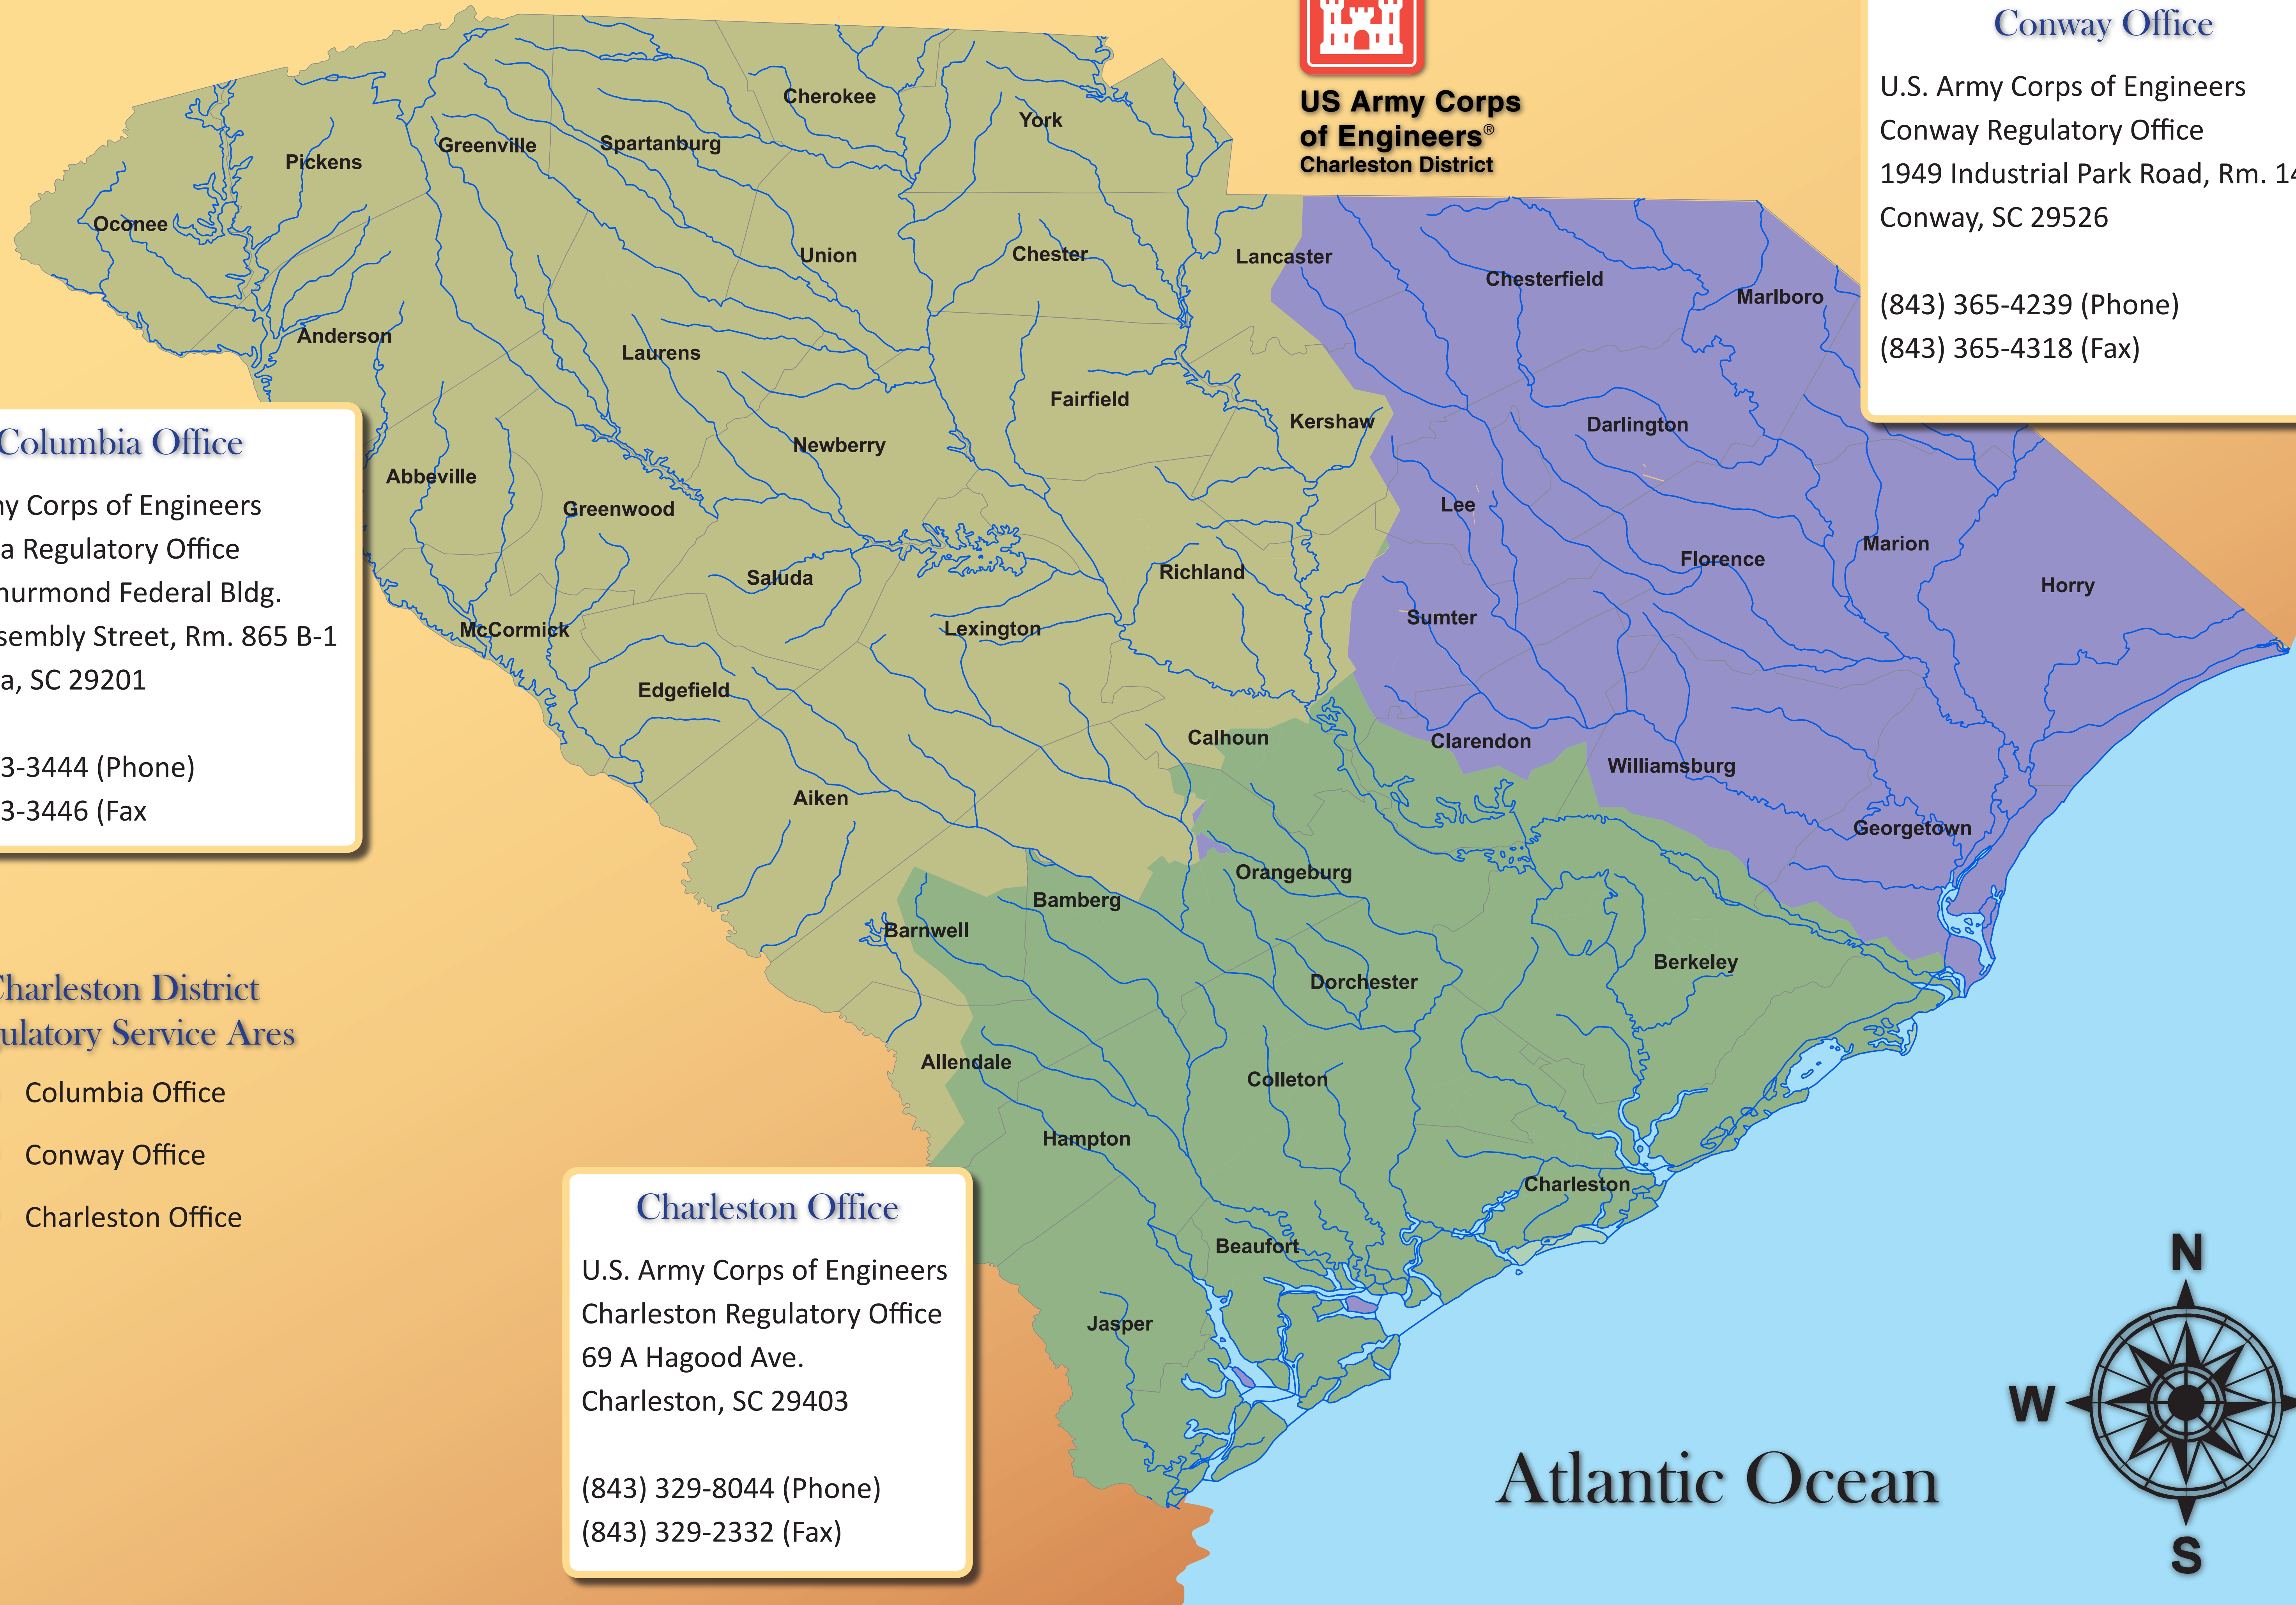 US Army Corps
of Engineers®
Charleston District
Conway Office
U.S. Army Corps of Engineers
Conway Regulatory Office
1949 Industrial Park Road, Rm. 14
Conway, SC 29526
(843) 365-4239 (Phone)
(843) 365-4318 (Fax)
Cherokee
York
Greenville
Spartanburg
Pickens
Oconee
Union
Chester
Lancaster
Chesterfield
Marlboro
Anderson
Laurens
Fairfield
Kershaw
Darlington
Newberry
Abbeville
Greenwood
Lee
Marion
Florence
Horry
Saluda
Richland
Sumter
McCormick
Lexington
Edgefield
Calhoun
Clarendon
Williamsburg
Aiken
Georgetown
Orangeburg
Bamberg
Barnwell
Berkeley
Dorchester
Allendale
Colleton
Hampton
Charleston
Beaufort
Jasper
Columbia Office
my Corps of Engineers
a Regulatory Office
hurmond Federal Bldg.
sembly Street, Rm. 865 B-1
a, SC 29201
3-3444 (Phone)
3-3446 (Fax
Charleston District
ulatory Service Ares
Columbia Office
Conway Office
Charleston Office
Charleston Office
U.S. Army Corps of Engineers
Charleston Regulatory Office
69 A Hagood Ave.
Charleston, SC 29403
(843) 329-8044 (Phone)
(843) 329-2332 (Fax)
Atlantic Ocean
N
W
S